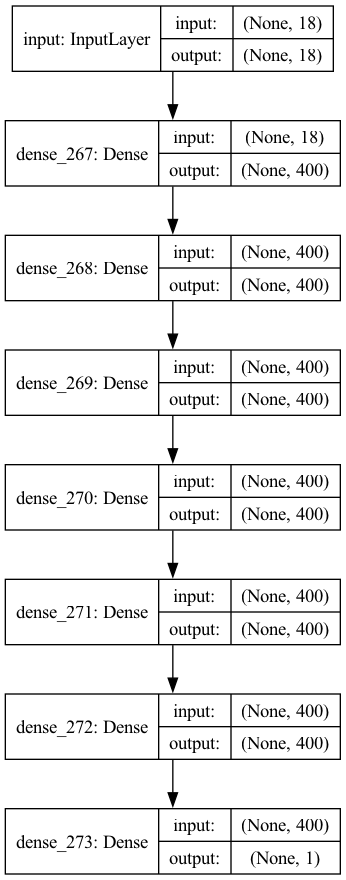 input: InputLayer
input: (None, 18)
output: (None, 18)
dense_267: Dense
input: (None, 18)
output: (None, 400)
dense_268: Dense
input: (None, 400)
output: (None, 400)
dense_269: Dense
input: (None, 400)
output: (None, 400)
dense_270: Dense
input: (None, 400)
output: (None, 400)
dense_271: Dense
input: (None, 400)
output: (None, 400)
dense_272: Dense
input: (None, 400)
output: (None, 400)
dense_273: Dense
input: (None, 400)
output: (None, 1)